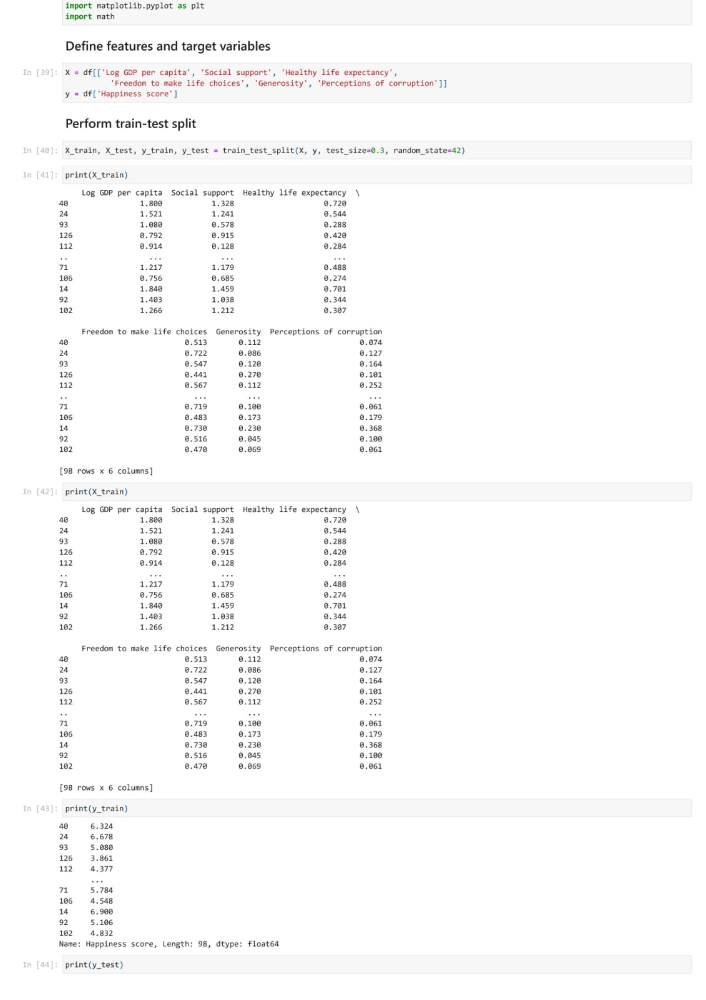 import matplotlib.pyplot as plt
import math
Define features and target variables
In [39]: X = df[['Log GDP per capita', 'Social support', 'Healthy life expectancy',
'Freedom to make life choices', 'Generosity', 'Perceptions of corruption']]
y = df['Happiness score']
Perform train-test split
In [40]: X_train, X_test, y_train, y_test = train_test_split(X, y, test_size=0.3, random_state=42)
In [41]: print(X_train)
Log GDP per capita  Social support  Healthy life expectancy  \
40 1.800 1.328 0.720
24 1.521 1.241 0.544
93 1.080 0.578 0.288
126 0.792 0.915 0.420
112 0.914 0.128 0.284
.. ... ... ...
71 1.217 1.179 0.488
106 0.756 0.685 0.274
14 1.840 1.459 0.701
92 1.403 1.038 0.344
102 1.266 1.212 0.307
Freedom to make life choices  Generosity  Perceptions of corruption
40 0.513 0.112 0.074
24 0.722 0.086 0.127
93 0.547 0.120 0.164
126 0.441 0.270 0.101
112 0.567 0.112 0.252
.. ... ... ...
71 0.719 0.100 0.061
106 0.483 0.173 0.179
14 0.730 0.230 0.368
92 0.516 0.045 0.100
102 0.470 0.069 0.061
[98 rows x 6 columns]
In [42]: print(X_train)
Log GDP per capita  Social support  Healthy life expectancy  \
40 1.800 1.328 0.720
24 1.521 1.241 0.544
93 1.080 0.578 0.288
126 0.792 0.915 0.420
112 0.914 0.128 0.284
.. ... ... ...
71 1.217 1.179 0.488
106 0.756 0.685 0.274
14 1.840 1.459 0.701
92 1.403 1.038 0.344
102 1.266 1.212 0.307
Freedom to make life choices  Generosity  Perceptions of corruption
40 0.513 0.112 0.074
24 0.722 0.086 0.127
93 0.547 0.120 0.164
126 0.441 0.270 0.101
112 0.567 0.112 0.252
.. ... ... ...
71 0.719 0.100 0.061
106 0.483 0.173 0.179
14 0.730 0.230 0.368
92 0.516 0.045 0.100
102 0.470 0.069 0.061
[98 rows x 6 columns]
In [43]: print(y_train)
40 6.324
24 6.678
93 5.080
126 3.861
112 4.377
...
71 5.784
106 4.548
14 6.900
92 5.106
102 4.832
Name: Happiness score, Length: 98, dtype: float64
In [44]: print(y_test)